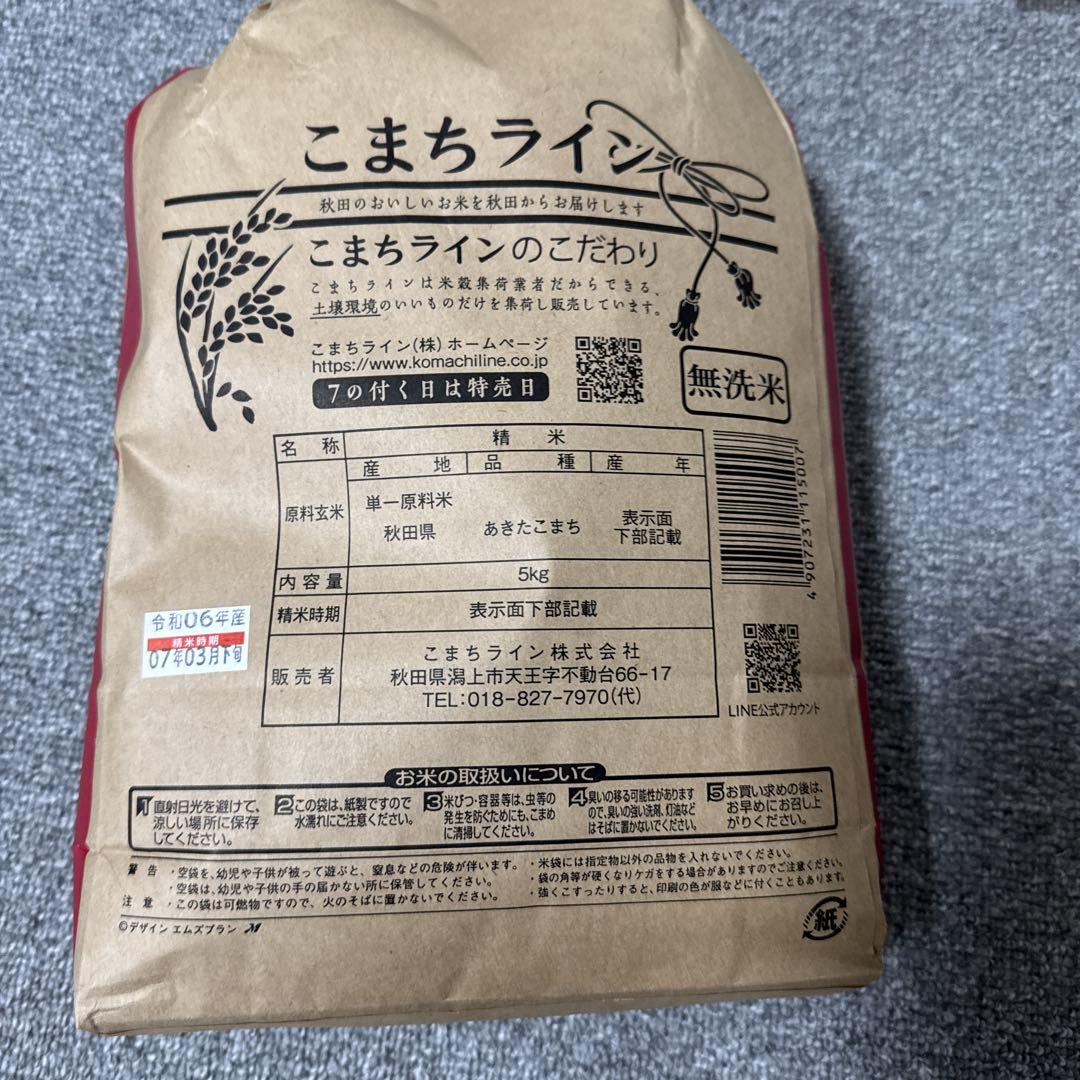 こまちライン
秋田のおいしいお米を秋田からお届けします
こまちラインのこだわり
こまちラインは米穀集荷業者だからできる、
土壌環境のいいものだけを集荷し販売しています。
こまちライン(株)ホームページ
https://www.komachiline.co.jp
7の付く日は特売日
無洗米
名称 精米
原料玄米 産地 品種 産年
単一原料米
秋田県 あきたこまち 表示面下部記載
内容量 5kg
精米時期 表示面下部記載
販売者 こまちライン株式会社
秋田県潟上市天王字不動台66-17
TEL:018-827-7970(代)
4907231115007
LINE公式アカウント
令和06年産
精米時期
07年03月下旬
お米の取扱いについて
1 直射日光を避けて、
涼しい場所に保存
してください。
2 この袋は、紙製ですので
水濡れにご注意ください。
3 米びつ・容器等は、虫等の
発生を防ぐためにも、こまめ
に清掃してください。
4 臭いの移る可能性があります
ので、臭いの強い洗剤、灯油など
はそばに置かないでください。
5 お買い求めの後は、
お早めにお召し上
がりください。
警告 ・空袋を、幼児や子供が被って遊ぶと、窒息などの危険が伴います。
・空袋は、幼児や子供の手の届かない所に保管してください。
注意 ・この袋は可燃物ですので、火のそばに置かないでください。
・米袋には指定物以外の品物を入れないでください。
・袋の角等が硬くなりケガをする場合がありますのでご注意ください。
・強くこすったりすると、印刷の色が服などに付くこともあります。
©デザイン エムズプラン M
紙